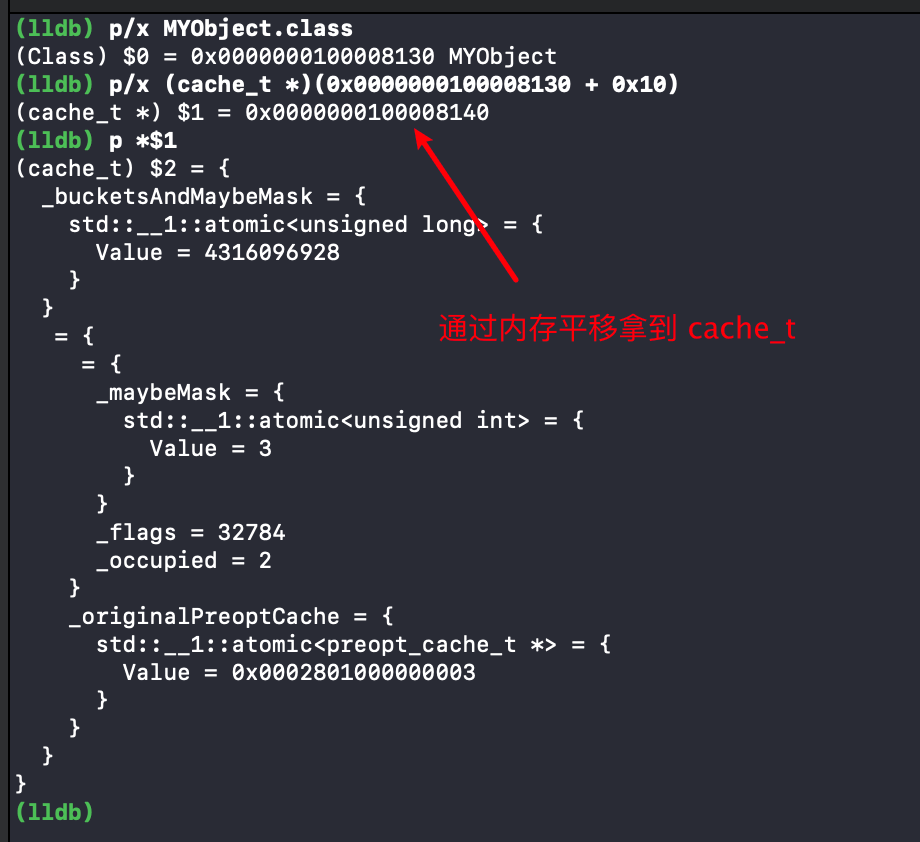 (lldb) p/x MYObject.class
(Class) $0 = 0x0000000100008130 MYObject
(lldb) p/x (cache_t *)(0x0000000100008130 + 0x10)
(cache_t *) $1 = 0x0000000100008140
(lldb) p *$1
(cache_t) $2 = {
  _bucketsAndMaybeMask = {
    std::__1::atomic<unsigned long> = {
      Value = 4316096928
    }
  }
   = {
     = {
      _maybeMask = {
        std::__1::atomic<unsigned int> = {
          Value = 3
        }
      }
      _flags = 32784
      _occupied = 2
    }
    _originalPreoptCache = {
      std::__1::atomic<preopt_cache_t *> = {
        Value = 0x0002801000000003
      }
    }
  }
}
(lldb)
通过内存平移拿到 cache_t